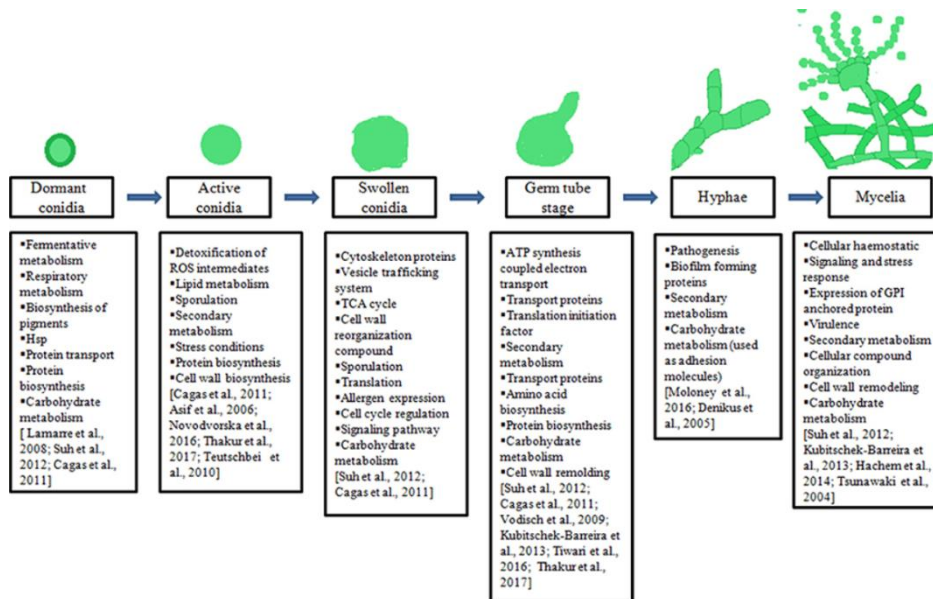 Dormant
conidia
Active
conidia
Swollen
conidia
Germ tube
stage
Hyphae
Mycelia
▪Fermentative
metabolism
▪Respiratory
metabolism
▪Biosynthesis of
pigments
▪Hsp
▪Protein transport
▪Protein
biosynthesis
▪Carbohydrate
metabolism
[ Lamarre et al.,
2008; Suh et al.,
2012; Cagas et al.,
2011]
▪Detoxification of
ROS intermediates
▪Lipid metabolism
▪Sporulation
▪Secondary
metabolism
▪Stress conditions
▪Protein biosynthesis
▪Cell wall biosynthesis
[Cagas et al., 2011;
Asif et al., 2006;
Novodvorska et al.,
2016; Thakur et al.,
2017; Teutschbei et
al., 2010]
▪Cytoskeleton proteins
▪Vesicle trafficking
system
▪TCA cycle
▪Cell wall
reorganization
compound
▪Sporulation
▪Translation
▪Allergen expression
▪Cell cycle regulation
▪Signaling pathway
▪Carbohydrate
metabolism
[Suh et al., 2012;
Cagas et al., 2011]
▪ATP synthesis
coupled electron
transport
▪Transport proteins
▪Translation initiation
factor
▪Secondary
metabolism
▪Transport proteins
▪Amino acid
biosynthesis
▪Protein biosynthesis
▪Carbohydrate
metabolism
▪Cell wall remolding
[Suh et al., 2012;
Cagas et al., 2011;
Vodisch et al., 2009;
Kubitschek-Barreira
et al., 2013; Tiwari et al.,
2016; Thakur et al.,
2017]
▪Pathogenesis
▪Biofilm forming
proteins
▪Secondary
metabolism
▪Carbohydrate
metabolism (used
as adhesion
molecules)
[Moloney et al.,
2016; Denikus et
al., 2005]
▪Cellular haemostatic
▪Signaling and stress
response
▪Expression of GPI
anchored protein
▪Virulence
▪Secondary metabolism
▪Cellular compound
organization
▪Cell wall remodeling
▪Carbohydrate
metabolism
[Suh et al., 2012;
Kubitschek-Barreira et
al., 2013; Hachem et al.,
2014; Tsunawaki et al.,
2004]